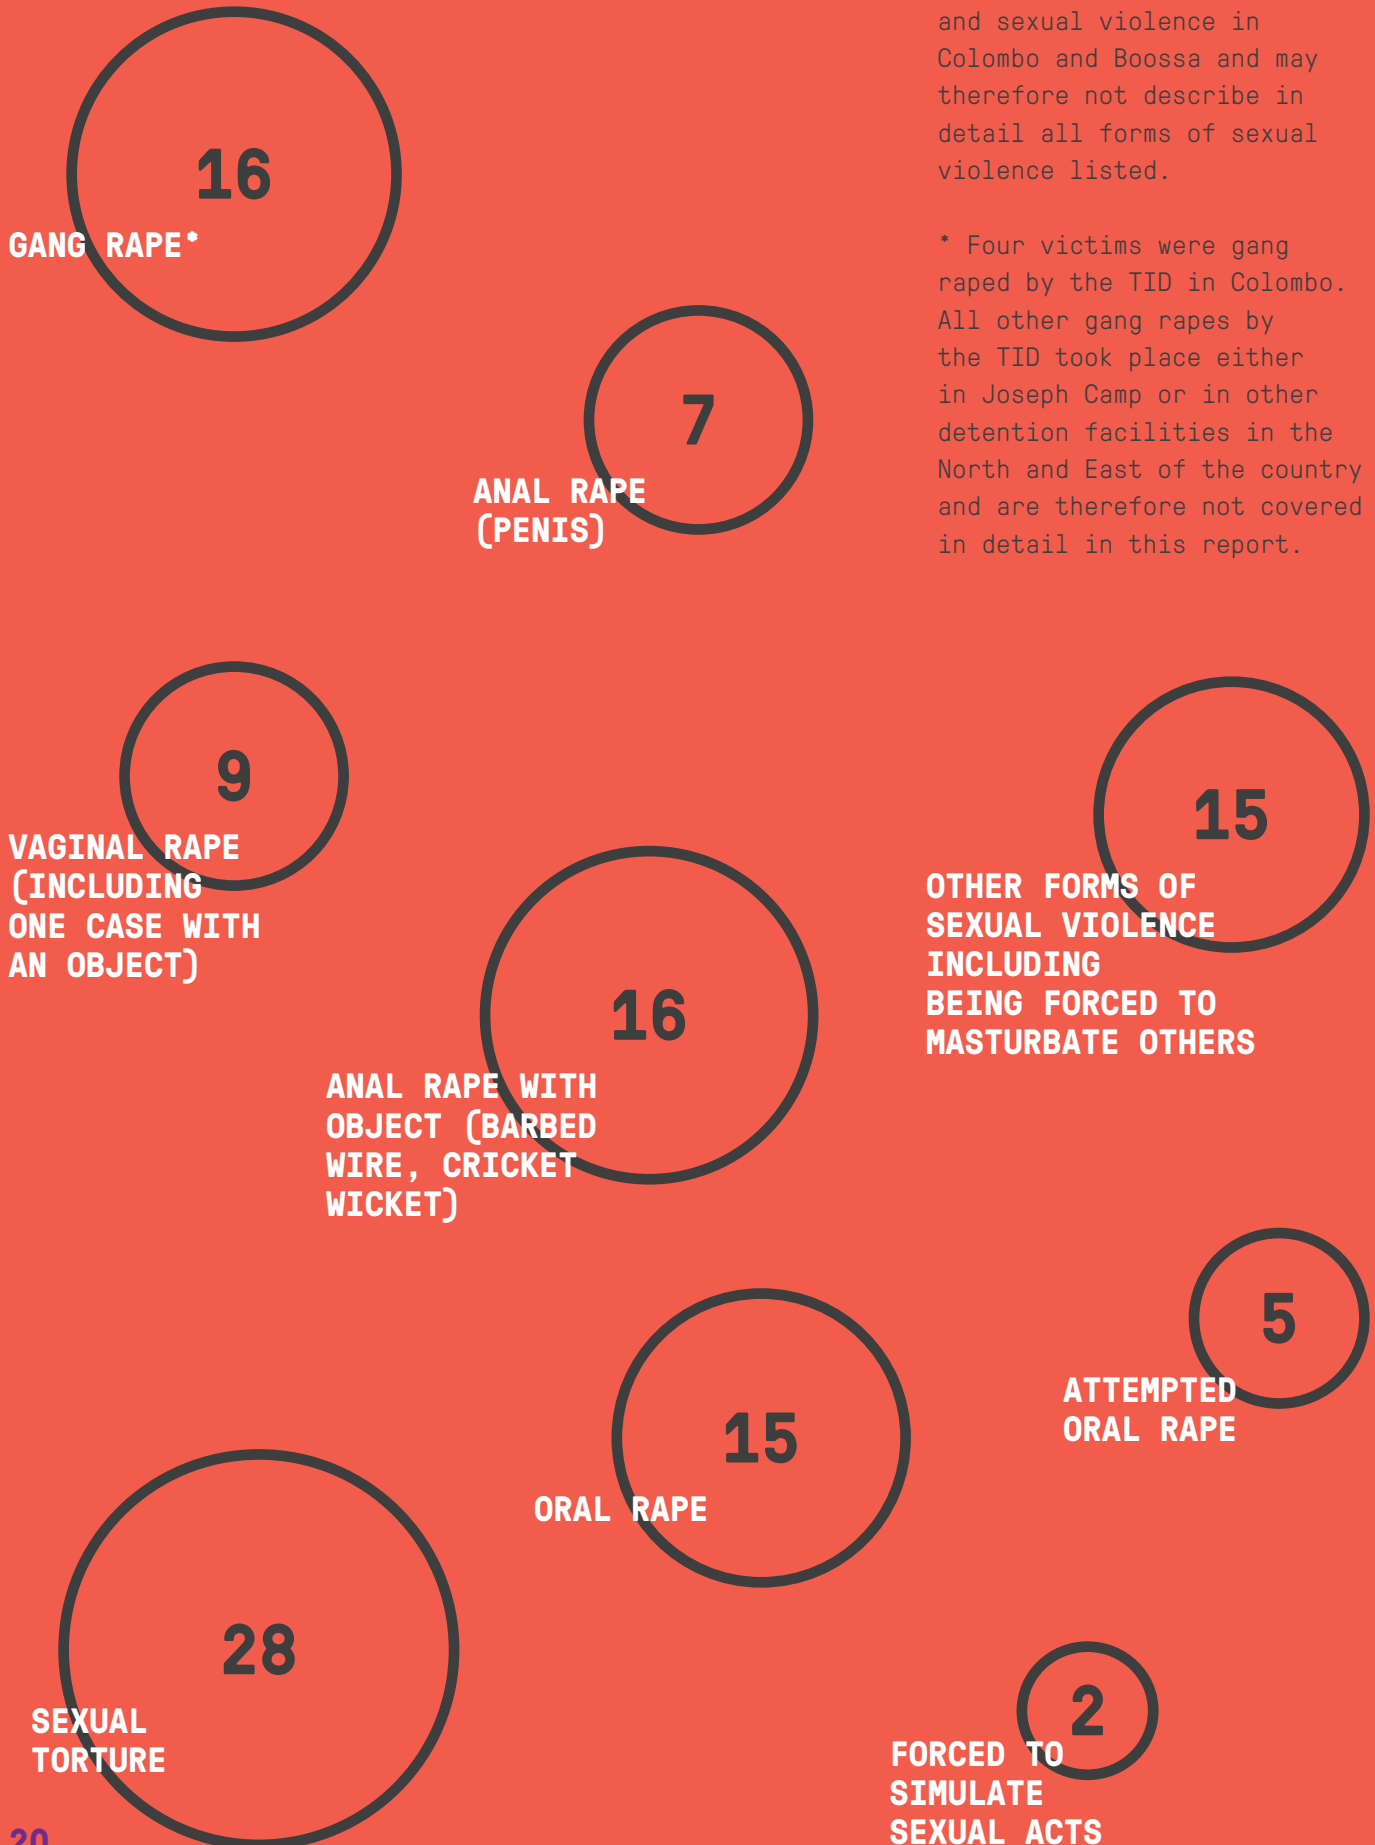 and sexual violence in
Colombo and Boossa and may
therefore not describe in
detail all forms of sexual
violence listed.
* Four victims were gang
raped by the TID in Colombo.
All other gang rapes by
the TID took place either
in Joseph Camp or in other
detention facilities in the
North and East of the country
and are therefore not covered
in detail in this report.
16
GANG RAPE*
7
ANAL RAPE
(PENIS)
9
VAGINAL RAPE
(INCLUDING
ONE CASE WITH
AN OBJECT)
15
OTHER FORMS OF
SEXUAL VIOLENCE
INCLUDING
BEING FORCED TO
MASTURBATE OTHERS
16
ANAL RAPE WITH
OBJECT (BARBED
WIRE, CRICKET
WICKET)
5
ATTEMPTED
ORAL RAPE
15
ORAL RAPE
28
SEXUAL
TORTURE
2
FORCED TO
SIMULATE
SEXUAL ACTS
20